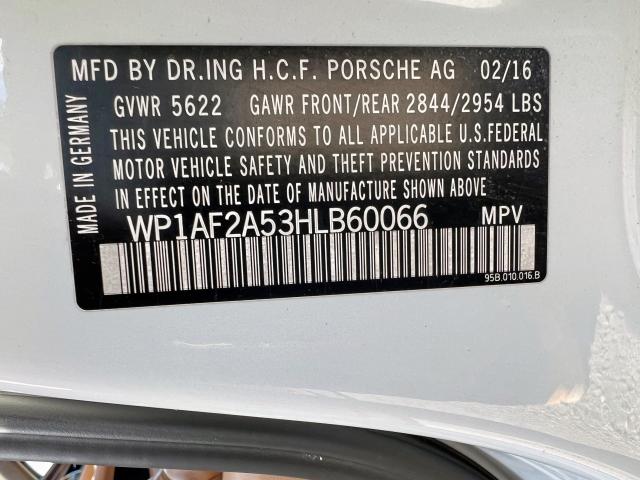 MFD BY DR.ING H.C.F. PORSCHE AG 02/16
GVWR 5622 GAWR FRONT/REAR 2844/2954 LBS
THIS VEHICLE CONFORMS TO ALL APPLICABLE U.S.FEDERAL
MOTOR VEHICLE SAFETY AND THEFT PREVENTION STANDARDS
IN EFFECT ON THE DATE OF MANUFACTURE SHOWN ABOVE.
WP1AF2A53HLB60066 MPV
95B.010.016.B
MADE IN GERMANY